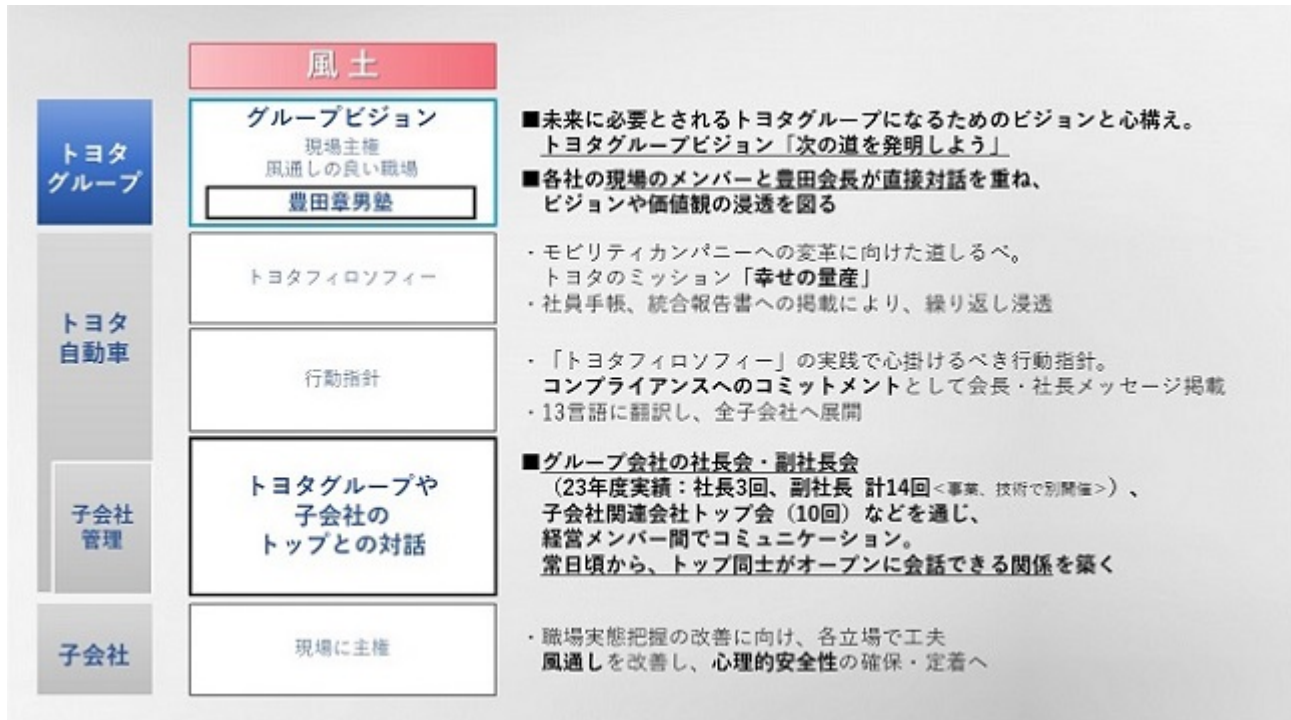 風土
トヨタ
グループ
グループビジョン
現場主権
風通しの良い職場
豊田章男塾
■未来に必要とされるトヨタグループになるためのビジョンと心構え。
トヨタグループビジョン「次の道を発明しよう」
■各社の現場のメンバーと豊田会長が直接対話を重ね、
ビジョンや価値観の浸透を図る
トヨタ
自動車
トヨタフィロソフィー
・モビリティカンパニーへの変革に向けた道しるべ。
トヨタのミッション「幸せの量産」
・社員手帳、統合報告書への掲載により、繰り返し浸透
行動指針
・「トヨタフィロソフィー」の実践で心掛けるべき行動指針。
コンプライアンスへのコミットメントとして会長・社長メッセージ掲載
・13言語に翻訳し、全子会社へ展開
子会社
管理
トヨタグループや
子会社の
トップとの対話
■グループ会社の社長会・副社長会
（23年度実績：社長3回、副社長 計14回<事業、技術で別開催>）、
子会社関連会社トップ会（10回）などを通じ、
経営メンバー間でコミュニケーション。
常日頃から、トップ同士がオープンに会話できる関係を築く
子会社
現場に主権
・職場実態把握の改善に向け、各立場で工夫
風通しを改善し、心理的安全性の確保・定着へ